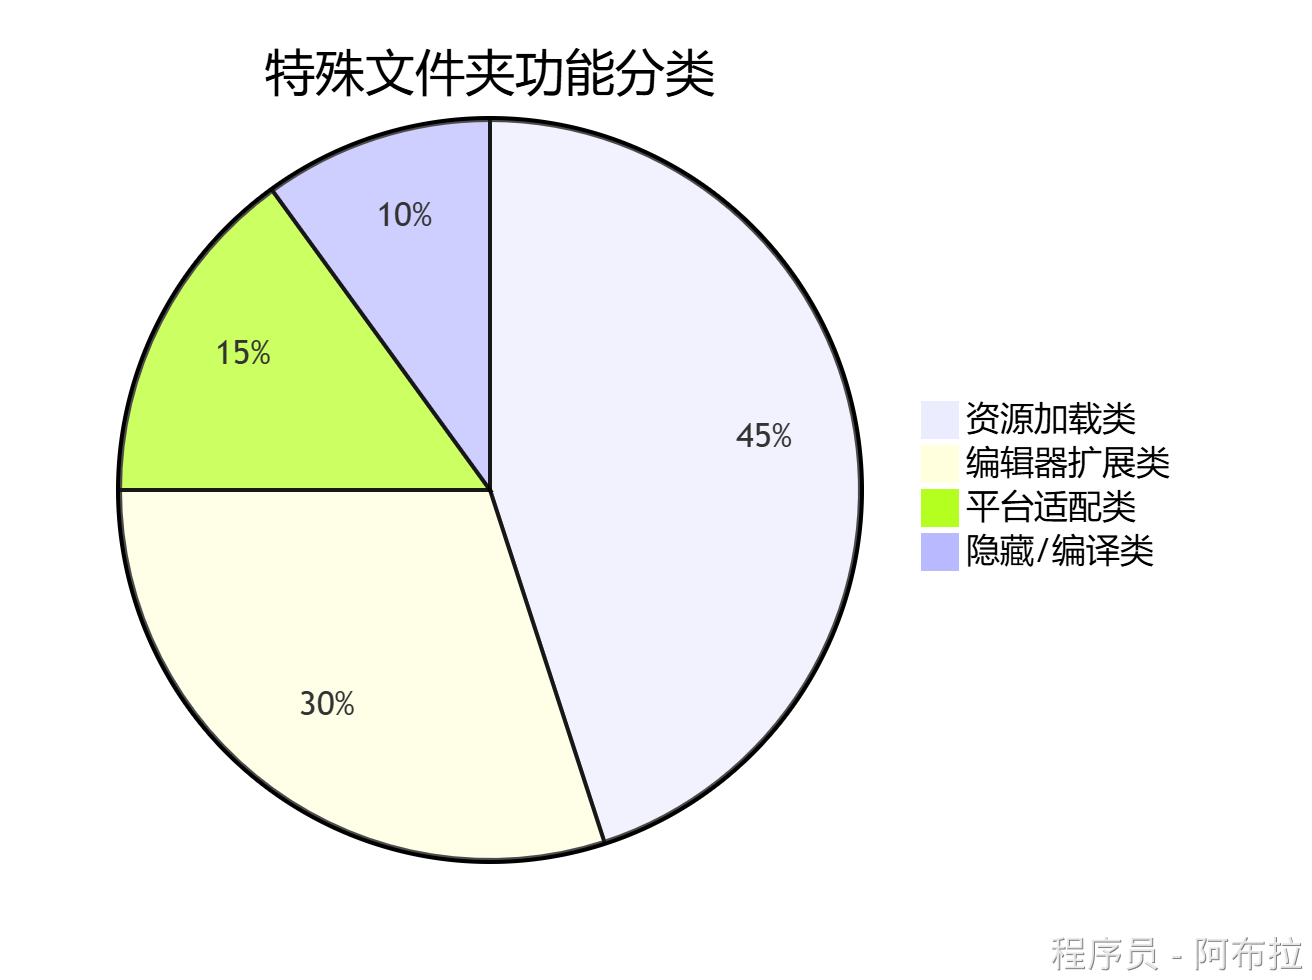 特殊文件夹功能分类
10%
15%
45%
30%
资源加载类
编辑器扩展类
平台适配类
隐藏/编译类
程序员 - 阿布拉